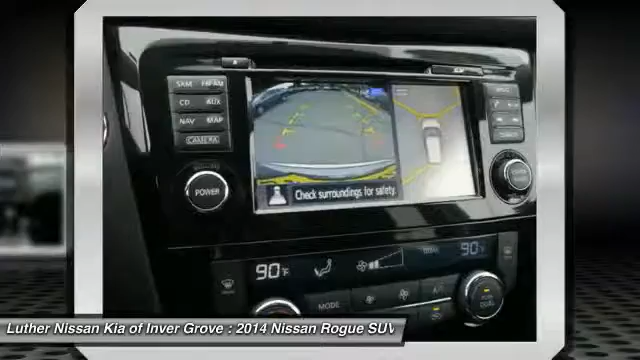 SXM FM/AM
CD AUX
NAV MAP
CAMERA
POWER
Check surroundings for safety.
90°F
90°F
MODE
A/C
DUAL
Luther Nissan Kia of Inver Grove : 2014 Nissan Rogue SUV